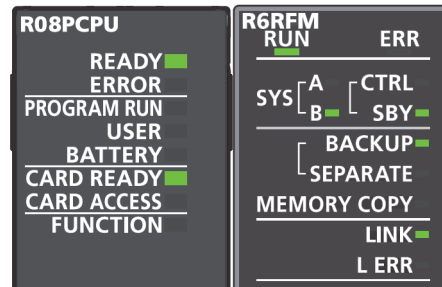 R08PCPU
READY
ERROR
PROGRAM RUN
USER
BATTERY
CARD READY
CARD ACCESS
FUNCTION
R6RFM
RUN ERR
SYS A CTRL
B SBY
BACKUP
SEPARATE
MEMORY COPY
LINK
L ERR